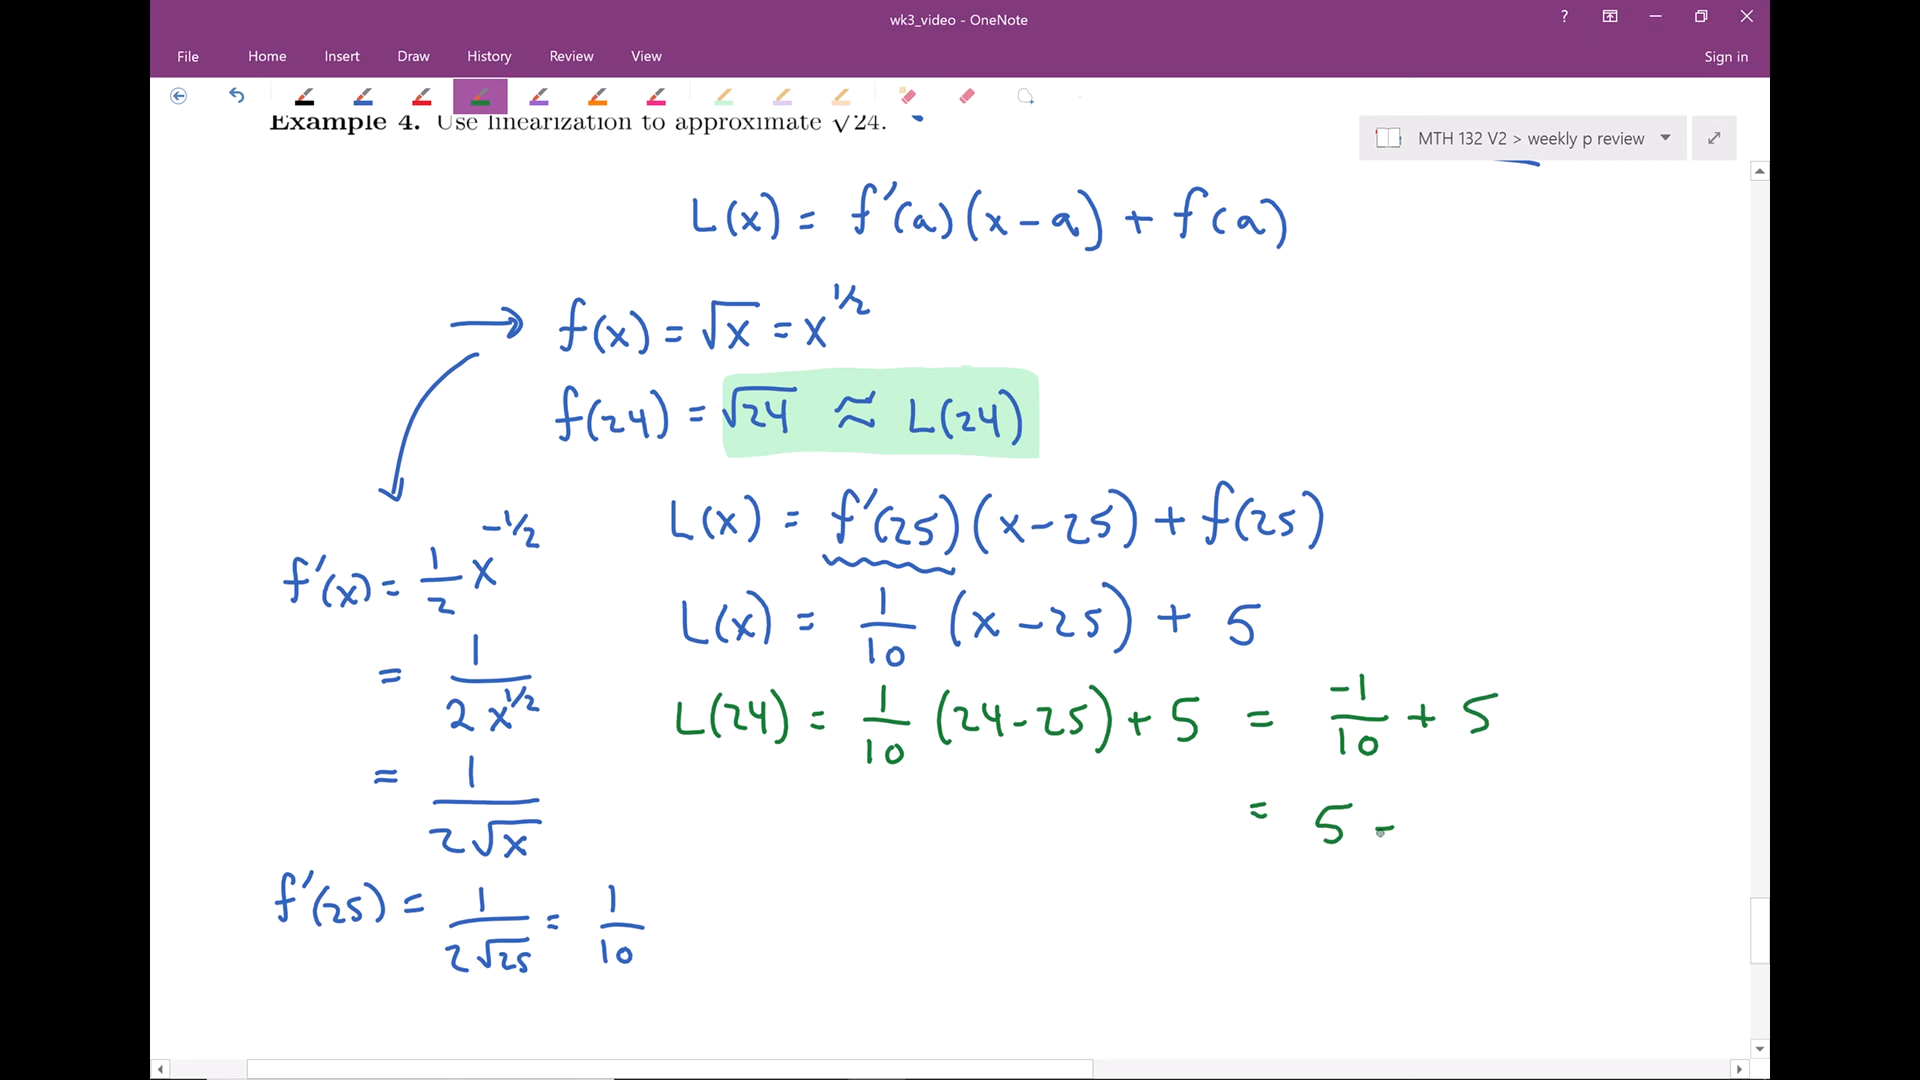 wk3_video - OneNote
?
File Home Insert Draw History Review View Sign in
Example 4. Use linearization to approximate √24.
MTH 132 V2 > weekly p review
L(x) = f'(a)(x-a) + f(a)
f(x) = √x = x^1/2
f(24) = √24 ≈ L(24)
L(x) = f'(25)(x-25) + f(25)
f'(x) = 1/2 x^-1/2
L(x) = 1/10 (x-25) + 5
= 1/(2x^1/2)
L(24) = 1/10 (24-25) + 5 = -1/10 + 5
= 1/(2√x)
= 5 -
f'(25) = 1/(2√25) = 1/10